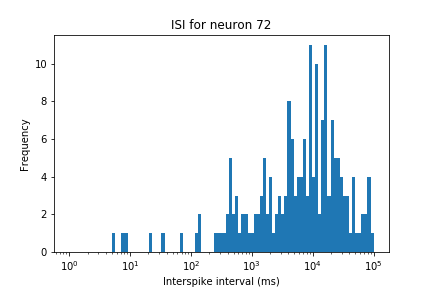 ISI for neuron 72
Frequency
10
8
6
4
2
0
10⁰ 10¹ 10² 10³ 10⁴ 10⁵
Interspike interval (ms)